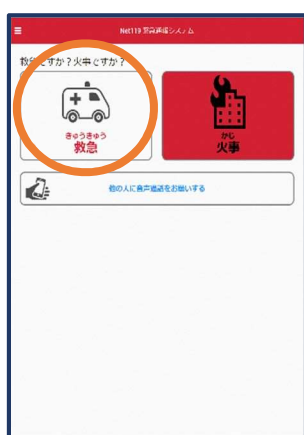 Net119 緊急通報システム
救急ですか？火事ですか？
きゅうきゅう
救急
かじ
火事
他の人に音声通話をお願いする